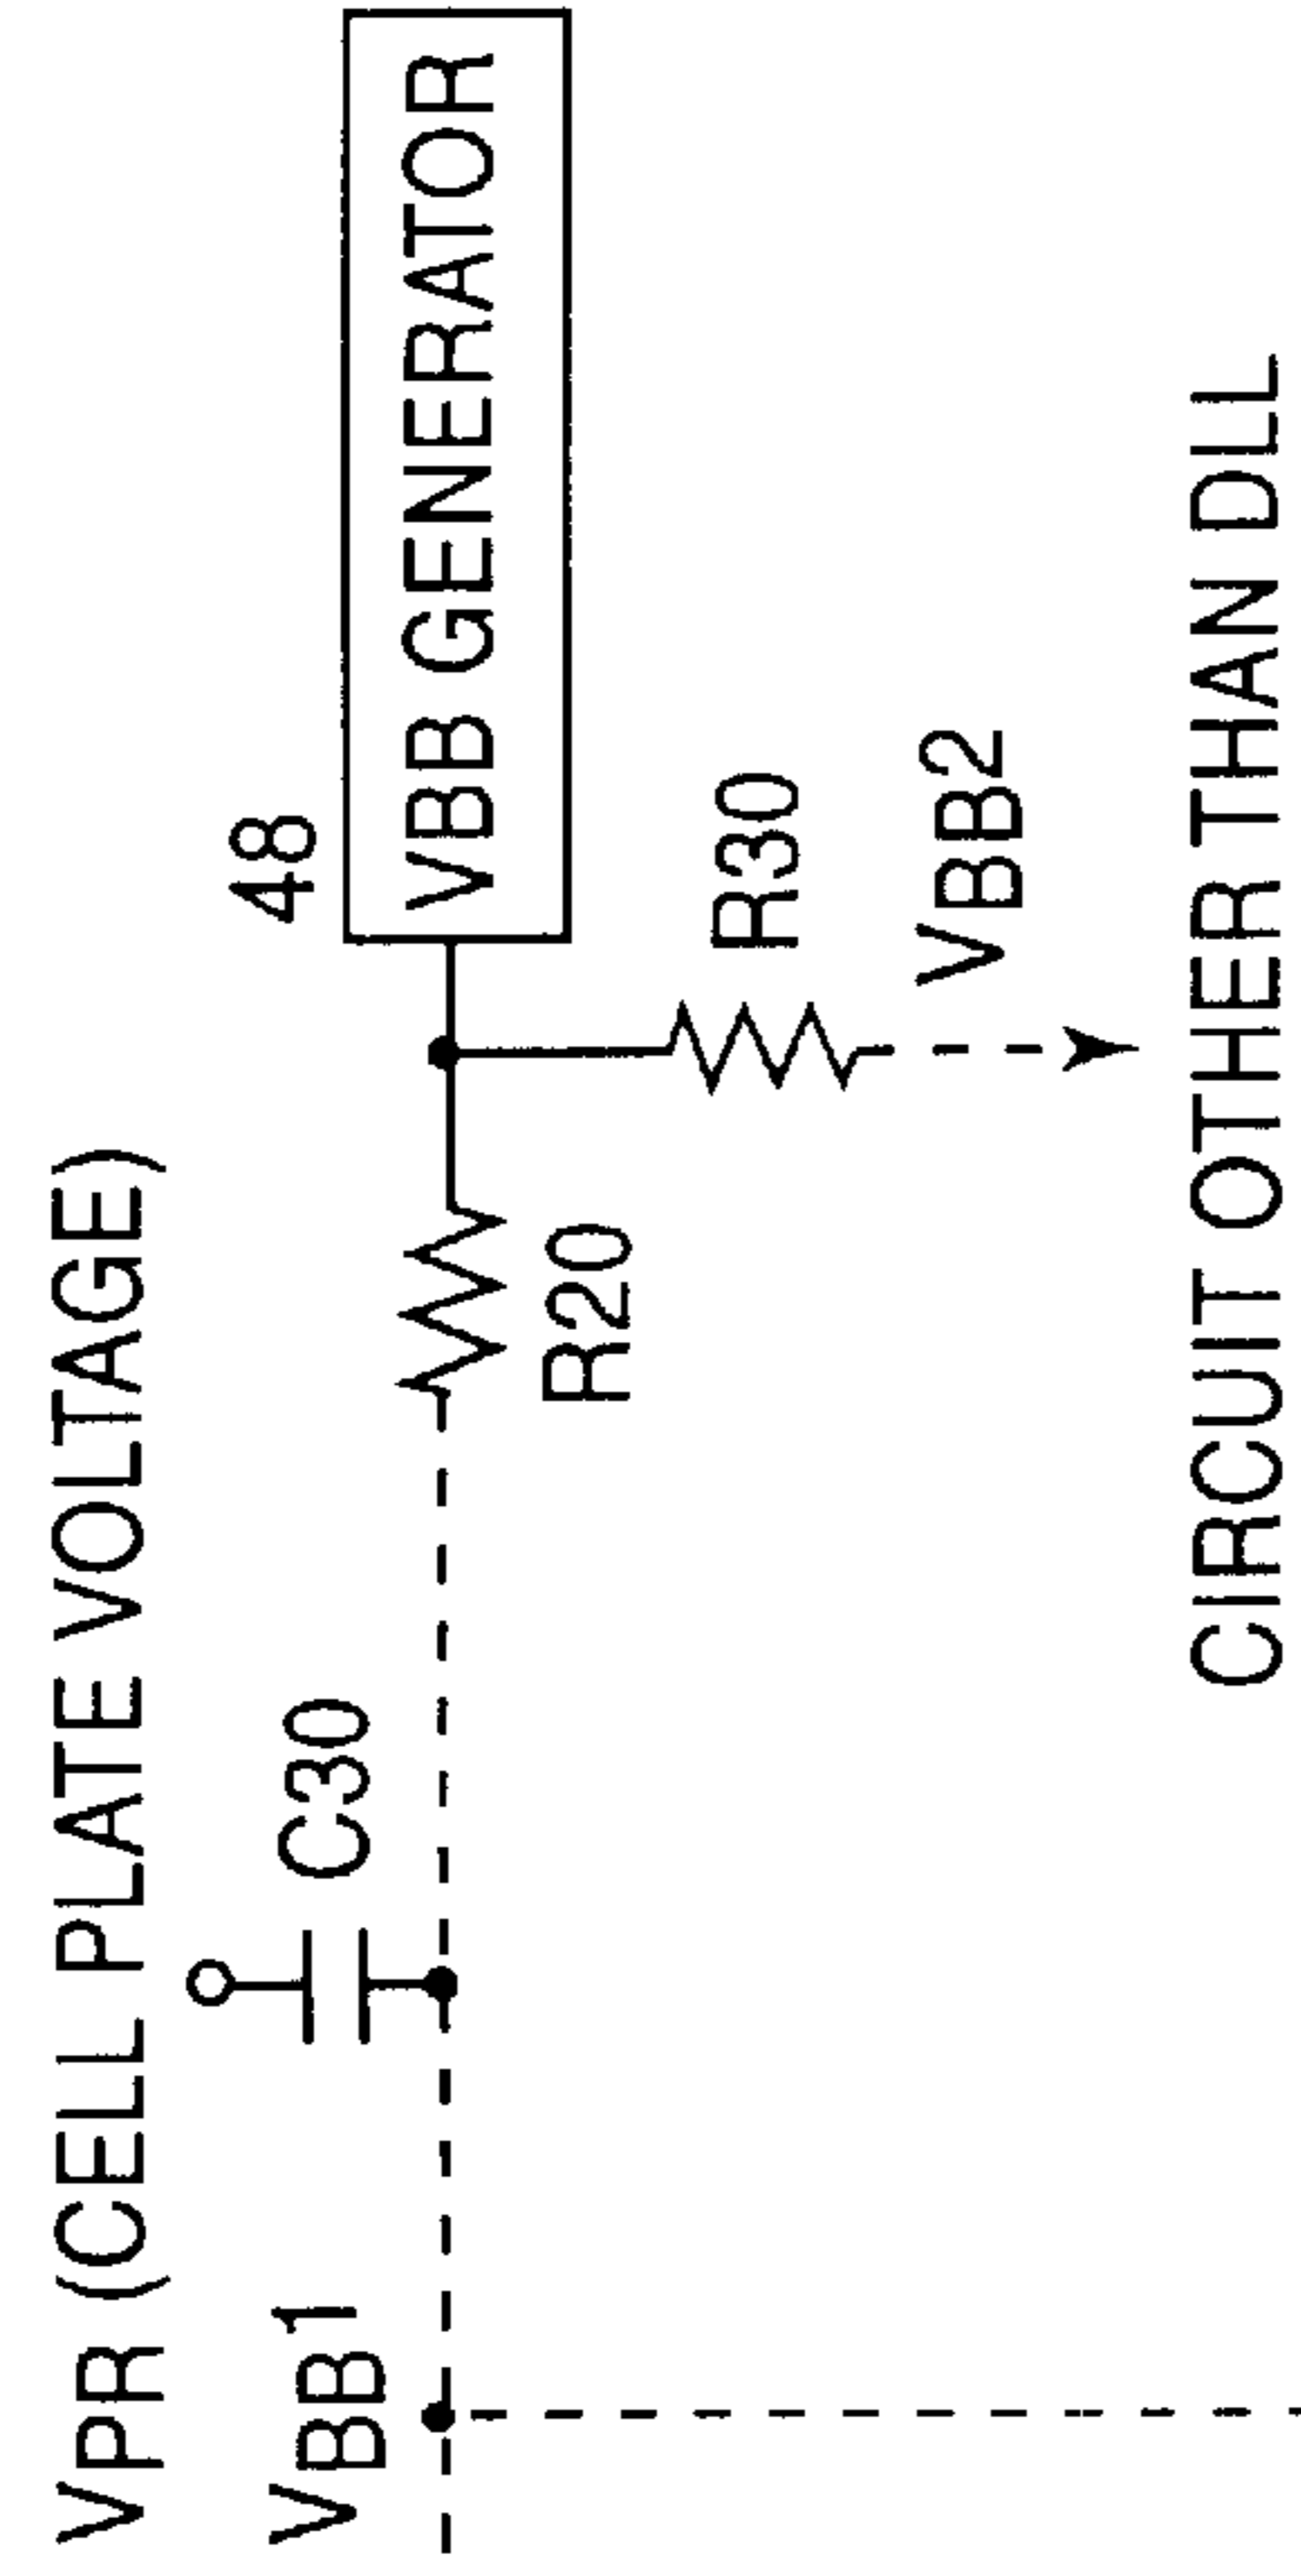 VPR (CELL PLATE VOLTAGE)
VBB1
C30
48
VBB GENERATOR
R20
R30
VBB2
CIRCUIT OTHER THAN DLL